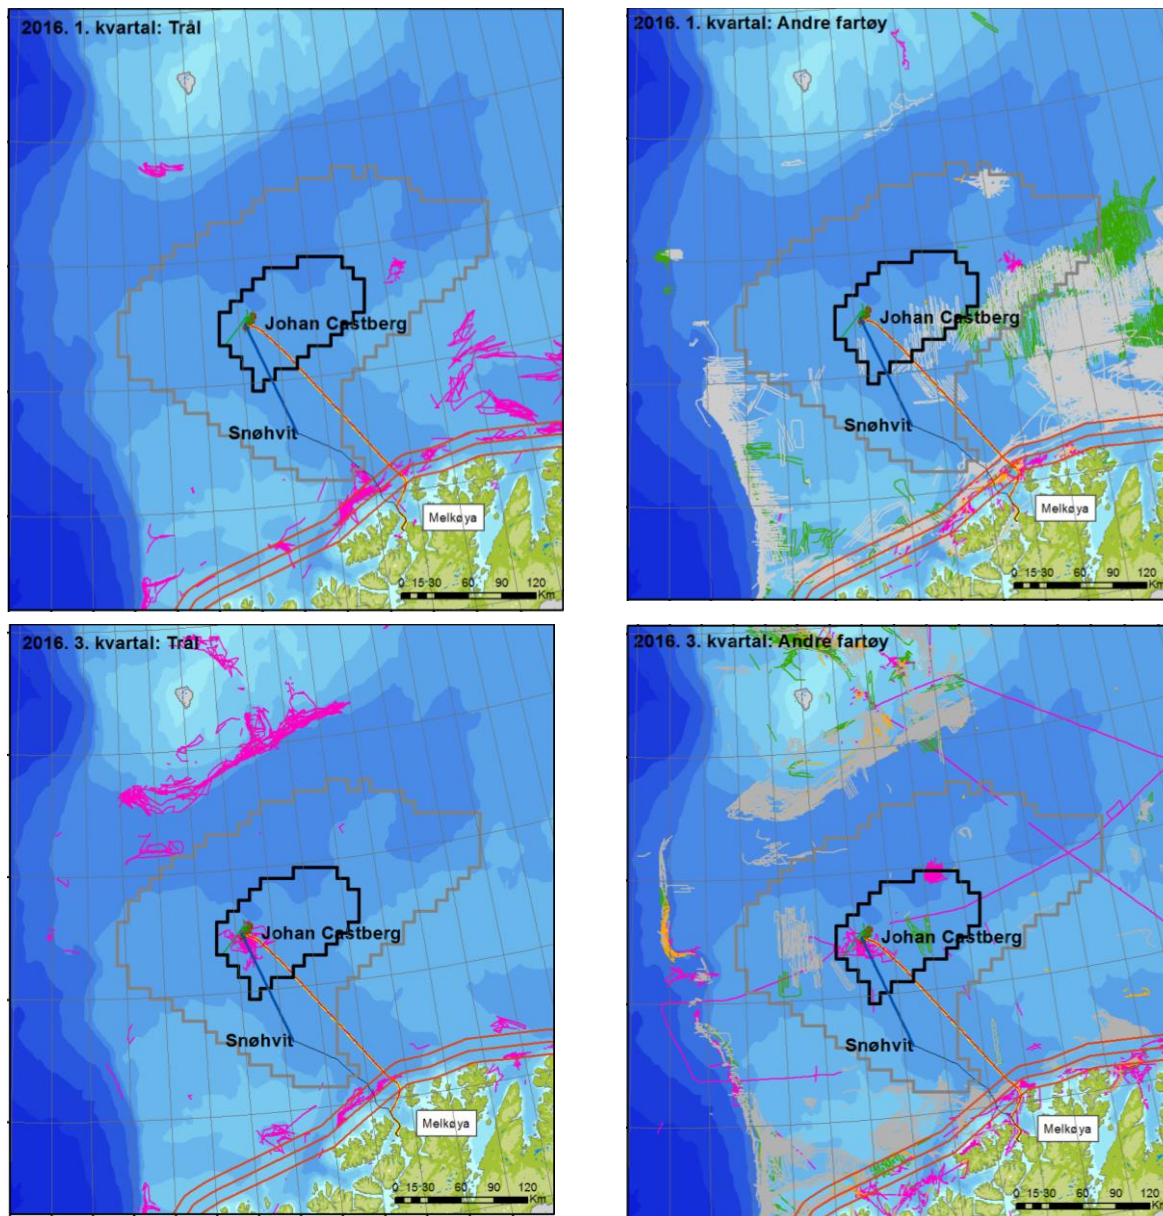 2016. 1. kvartal: Trål
Johan Castberg
Snøhvit
Melkøya
0 15 30 60 90 120
Km
2016. 1. kvartal: Andre fartøy
Johan Castberg
Snøhvit
Melkøya
0 15 30 60 90 120
Km
2016. 3. kvartal: Trål
Johan Castberg
Snøhvit
Melkøya
0 15 30 60 90 120
Km
2016. 3. kvartal: Andre fartøy
Johan Castberg
Snøhvit
Melkøya
0 15 30 60 90 120
Km